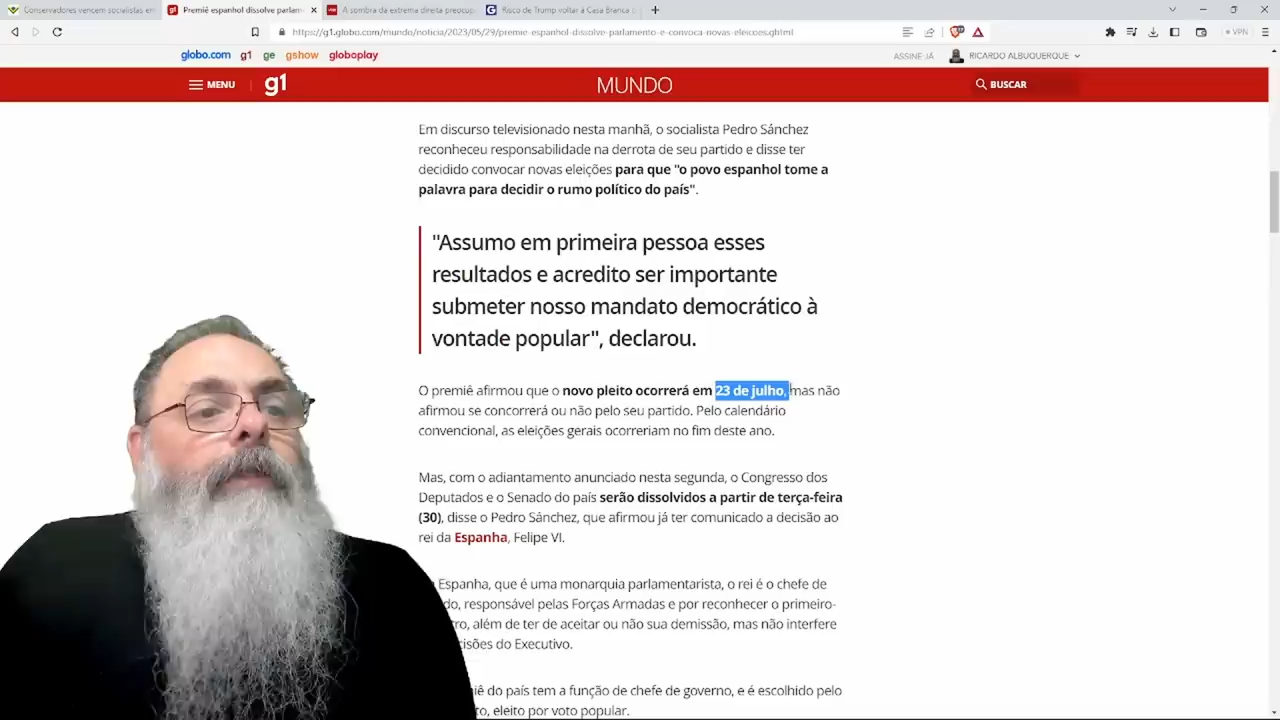 Conservadores vencem socialistas em
Premiê espanhol dissolve parlam
A sombra da extrema direita preocup
Risco de Trump voltar à Casa Branca
https://g1.globo.com/mundo/noticia/2023/05/29/premie-espanhol-dissolve-parlamento-e-convoca-novas-eleicoes.ghtml
VPN
globo.com g1 ge gshow globoplay
ASSINE JÁ
RICARDO ALBUQUERQUE
MENU
g1
MUNDO
BUSCAR
Em discurso televisionado nesta manhã, o socialista Pedro Sánchez
reconheceu responsabilidade na derrota de seu partido e disse ter
decidido convocar novas eleições para que "o povo espanhol tome a
palavra para decidir o rumo político do país".
"Assumo em primeira pessoa esses
resultados e acredito ser importante
submeter nosso mandato democrático à
vontade popular", declarou.
O premiê afirmou que o novo pleito ocorrerá em 23 de julho, mas não
afirmou se concorrerá ou não pelo seu partido. Pelo calendário
convencional, as eleições gerais ocorreriam no fim deste ano.
Mas, com o adiantamento anunciado nesta segunda, o Congresso dos
Deputados e o Senado do país serão dissolvidos a partir de terça-feira
(30), disse o Pedro Sánchez, que afirmou já ter comunicado a decisão ao
rei da Espanha, Felipe VI.
Espanha, que é uma monarquia parlamentarista, o rei é o chefe de
do, responsável pelas Forças Armadas e por reconhecer o primeiro-
tro, além de ter de aceitar ou não sua demissão, mas não interfere
cisões do Executivo.
iê do país tem a função de chefe de governo, e é escolhido pelo
to, eleito por voto popular.